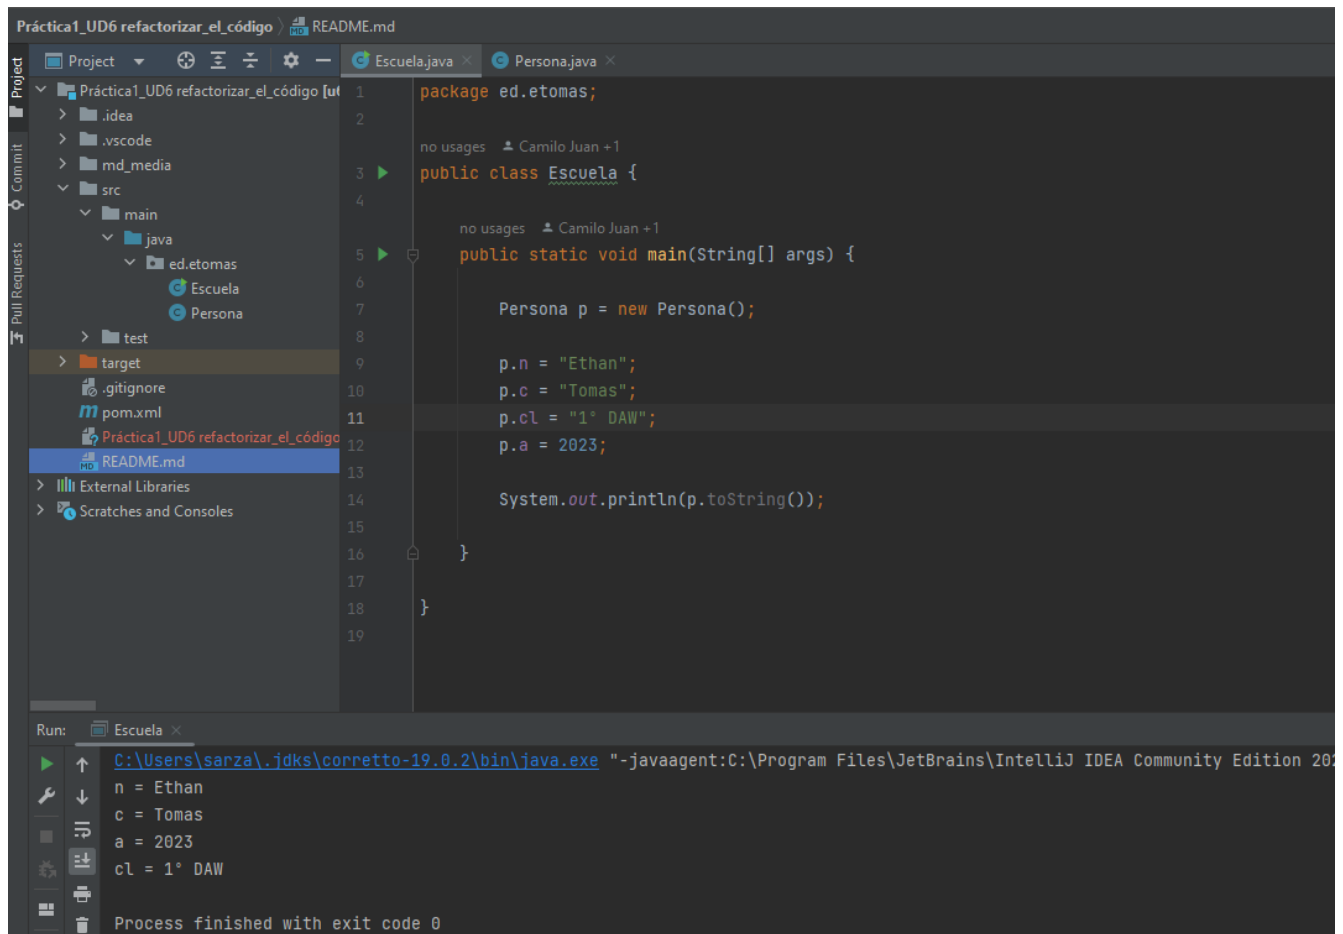 Práctica1_UD6 refactorizar_el_código README.md
Project
Escuela.java
Persona.java
Project
Commit
Pull Requests
Práctica1_UD6 refactorizar_el_código
.idea
.vscode
md_media
src
main
java
ed.etomas
Escuela
Persona
test
target
.gitignore
pom.xml
Práctica1_UD6 refactorizar_el_código
README.md
External Libraries
Scratches and Consoles
1 package ed.etomas;
2
no usages Camilo Juan +1
3 public class Escuela {
4
no usages Camilo Juan +1
5 public static void main(String[] args) {
6
7 Persona p = new Persona();
8
9 p.n = "Ethan";
10 p.c = "Tomas";
11 p.cl = "1° DAW";
12 p.a = 2023;
13
14 System.out.println(p.toString());
15
16 }
17
18 }
19
Run: Escuela
C:\Users\sarza\.jdks\corretto-19.0.2\bin\java.exe "-javaagent:C:\Program Files\JetBrains\IntelliJ IDEA Community Edition
n = Ethan
c = Tomas
a = 2023
cl = 1° DAW
Process finished with exit code 0